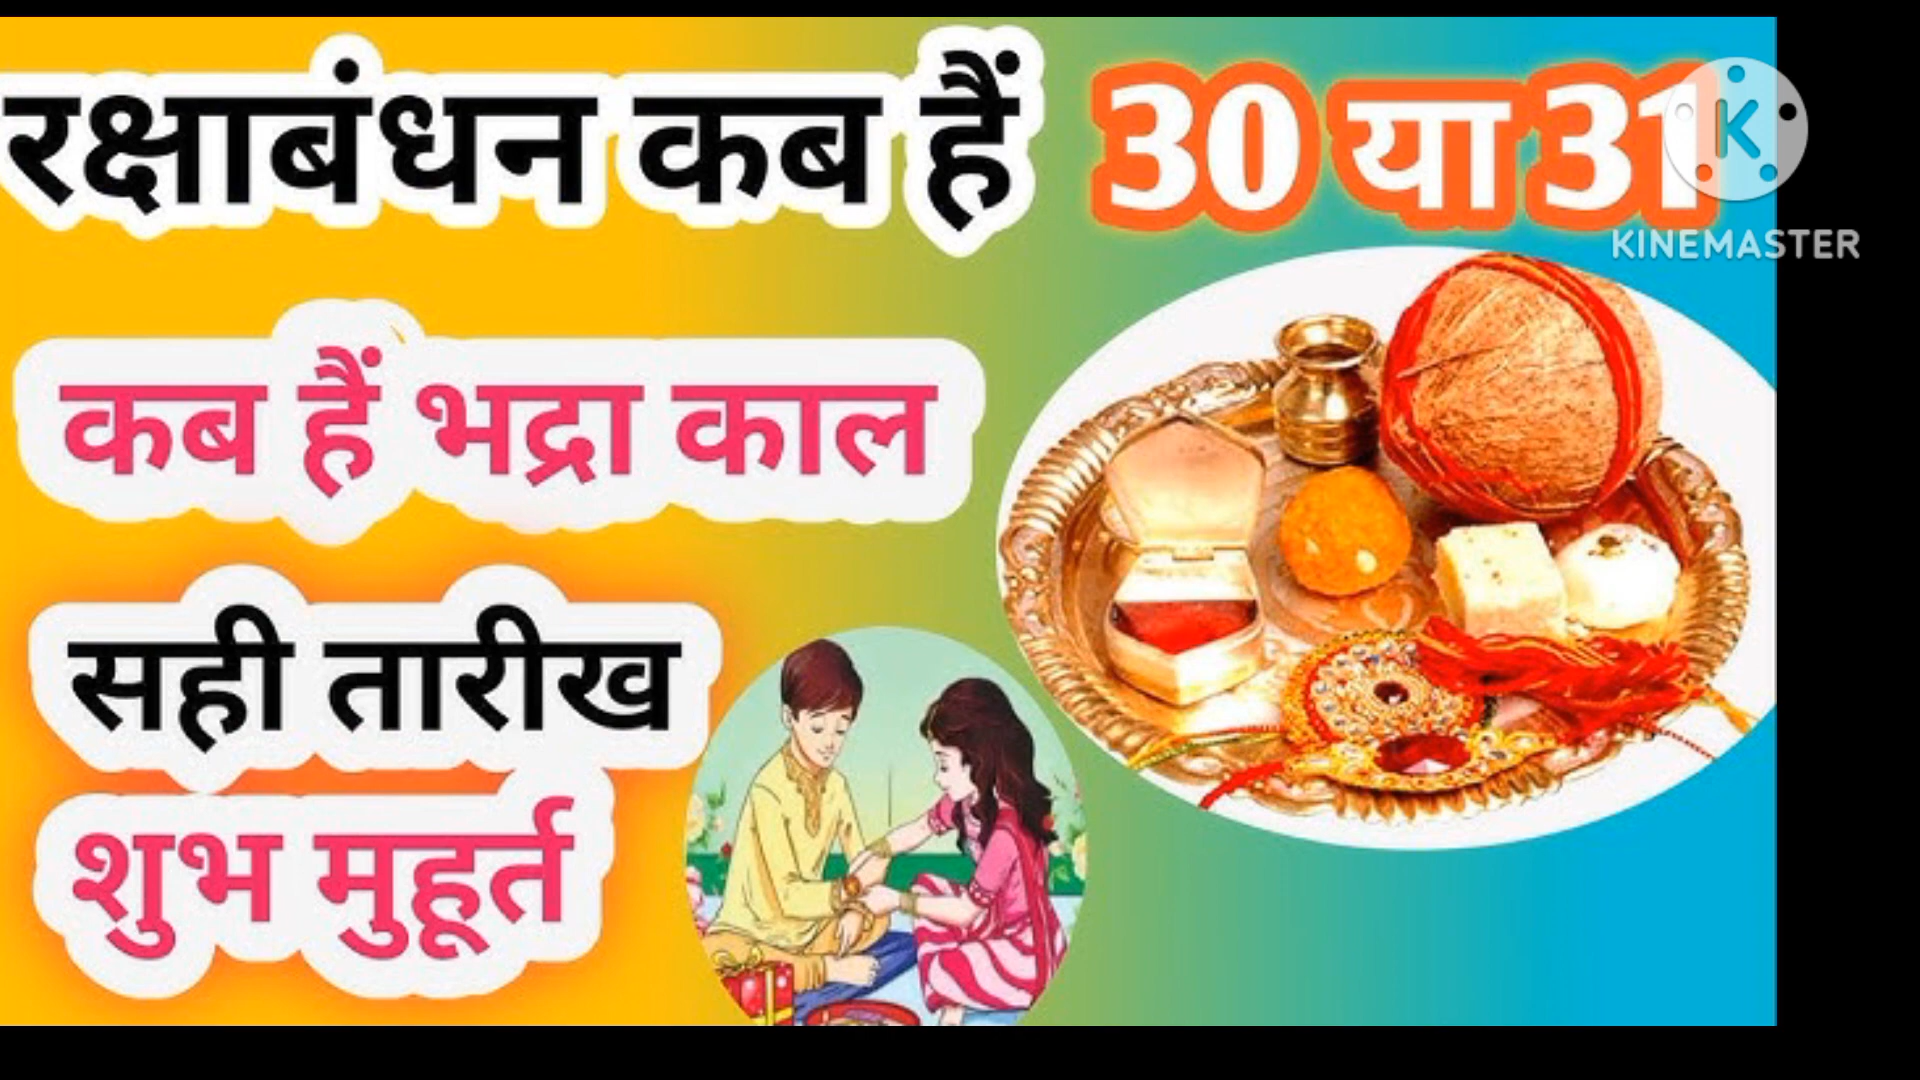 रक्षाबंधन कब हैं 30 या 31
K
KINEMASTER
कब हैं भद्रा काल
सही तारीख
शुभ मुहूर्त